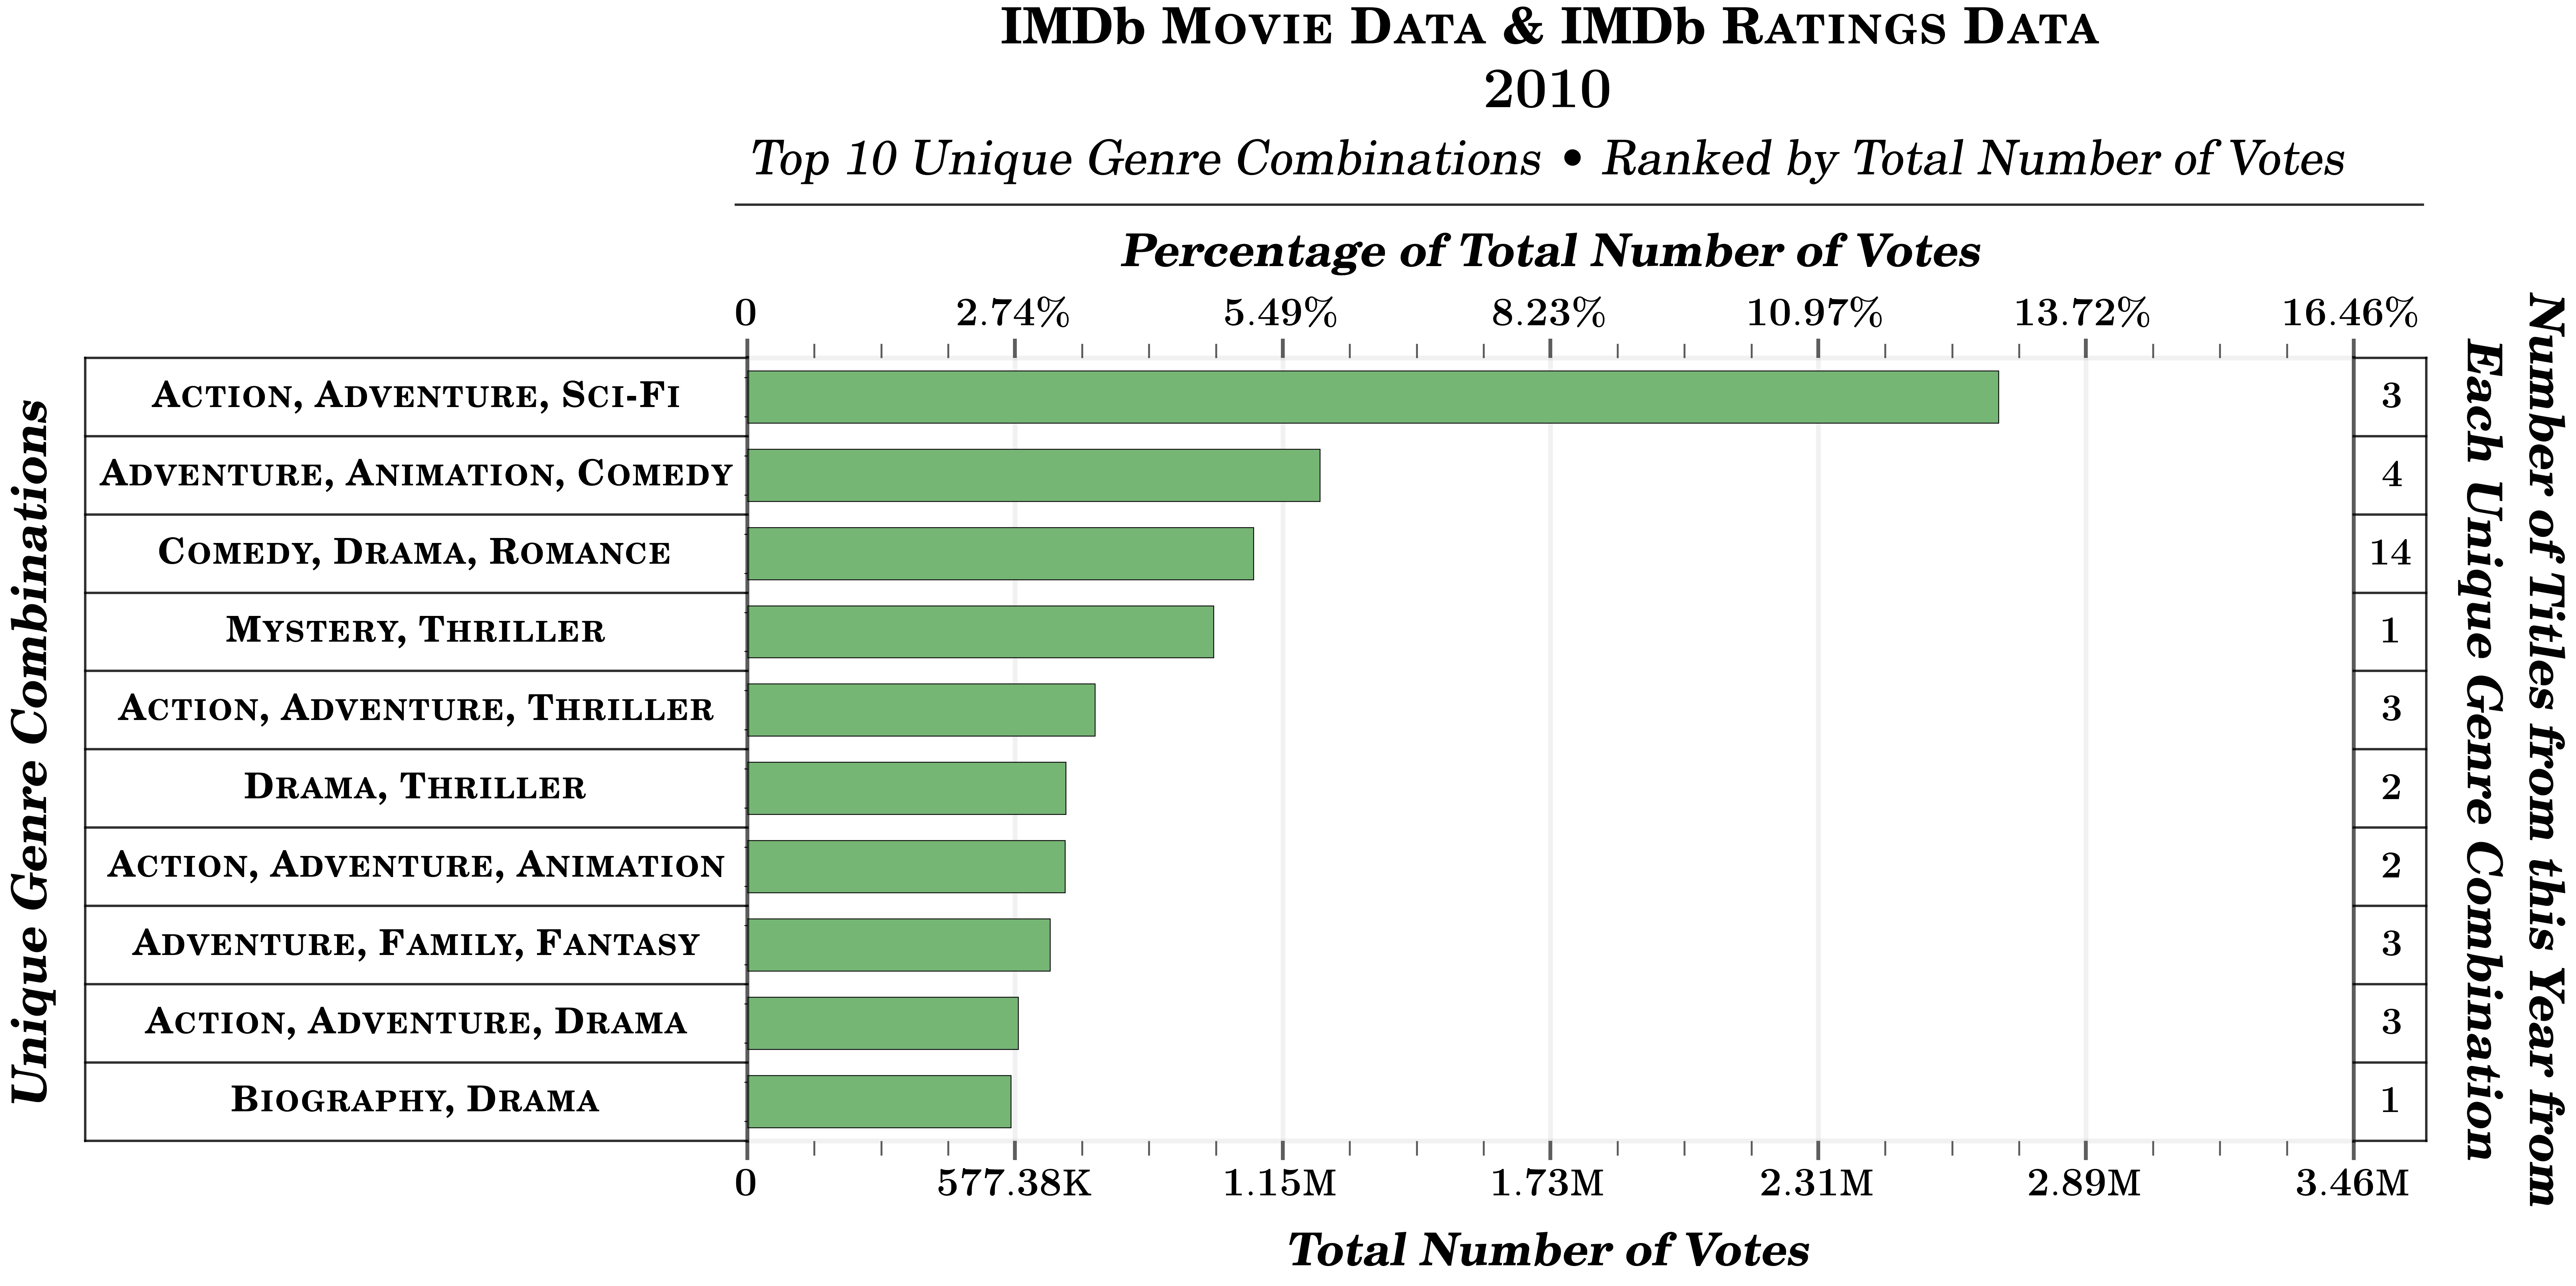 IMDb Movie Data & IMDb Ratings Data
2010
Top 10 Unique Genre Combinations • Ranked by Total Number of Votes
Percentage of Total Number of Votes
0 2.74% 5.49% 8.23% 10.97% 13.72% 16.46%
Unique Genre Combinations
Action, Adventure, Sci-Fi 3
Adventure, Animation, Comedy 4
Comedy, Drama, Romance 14
Mystery, Thriller 1
Action, Adventure, Thriller 3
Drama, Thriller 2
Action, Adventure, Animation 2
Adventure, Family, Fantasy 3
Action, Adventure, Drama 3
Biography, Drama 1
Number of Titles from this Year from
Each Unique Genre Combination
0 577.38K 1.15M 1.73M 2.31M 2.89M 3.46M
Total Number of Votes